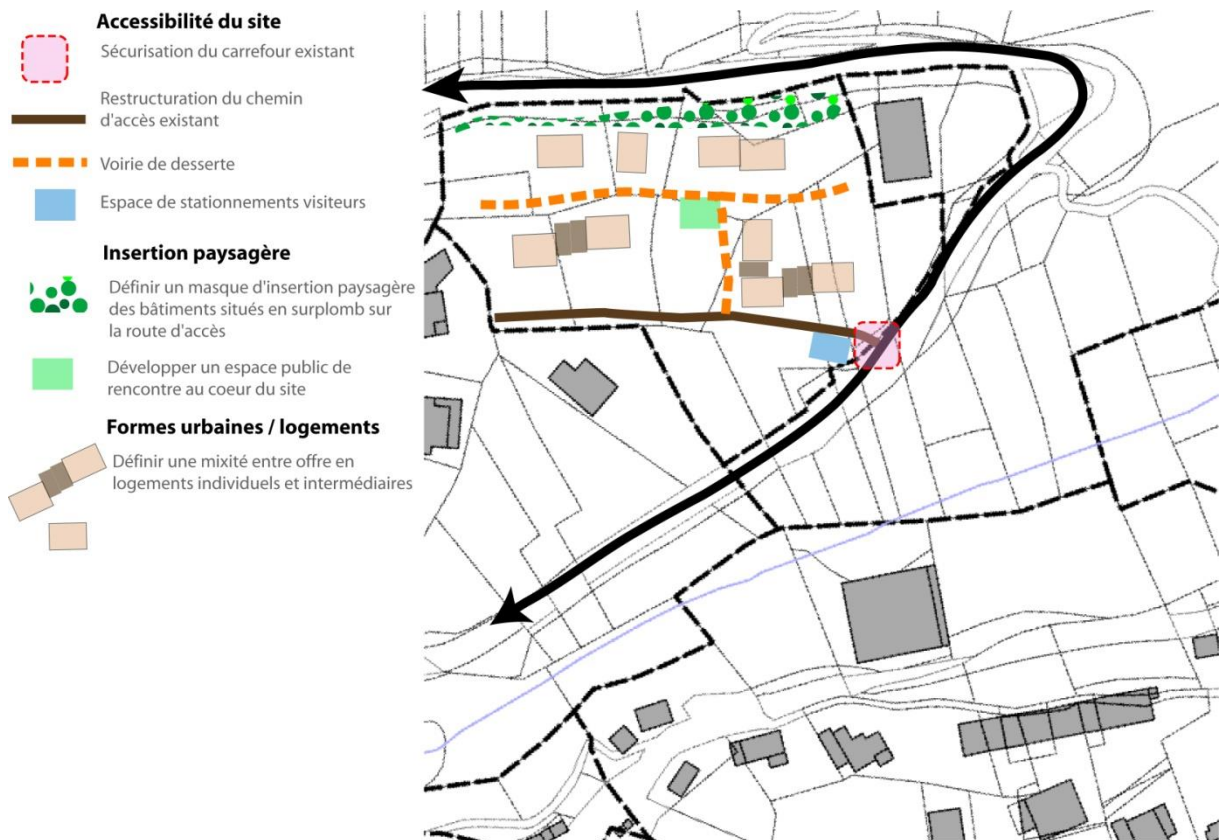 Accessibilité du site
Sécurisation du carrefour existant
Restructuration du chemin
d'accès existant
Voirie de desserte
Espace de stationnements visiteurs
Insertion paysagère
Définir un masque d'insertion paysagère
des bâtiments situés en surplomb sur
la route d'accès
Développer un espace public de
rencontre au coeur du site
Formes urbaines / logements
Définir une mixité entre offre en
logements individuels et intermédiaires